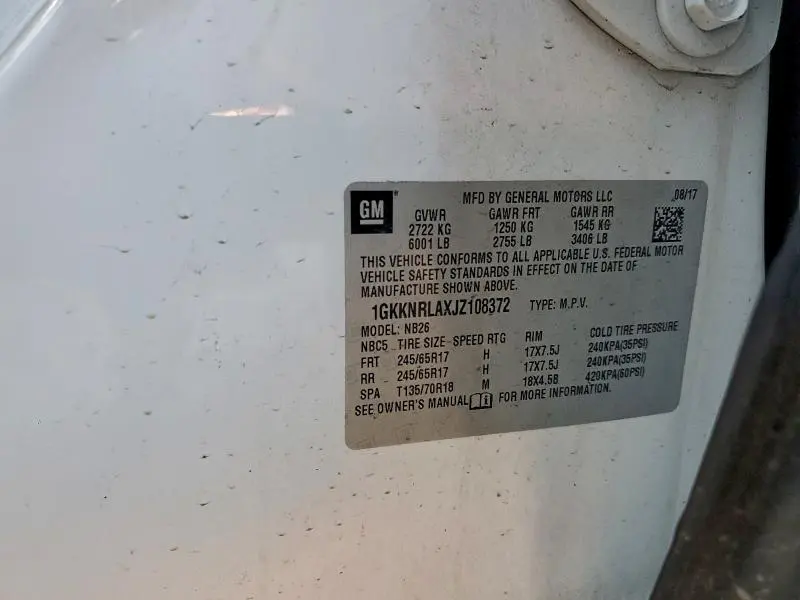 GM
MFD BY GENERAL MOTORS LLC 08/17
GVWR GAWR FRT GAWR RR
2722 KG 1250 KG 1545 KG
6001 LB 2755 LB 3406 LB
THIS VEHICLE CONFORMS TO ALL APPLICABLE U.S. FEDERAL MOTOR
VEHICLE SAFETY STANDARDS IN EFFECT ON THE DATE OF
MANUFACTURE SHOWN ABOVE.
1GKKNRLAXJZ108372 TYPE: M.P.V.
MODEL: NB26
NBC5 TIRE SIZE SPEED RTG RIM COLD TIRE PRESSURE
FRT 245/65R17 H 17X7.5J 240KPA(35PSI)
RR 245/65R17 H 17X7.5J 240KPA(35PSI)
SPA T135/70R18 M 18X4.5B 420KPA(60PSI)
SEE OWNER'S MANUAL FOR MORE INFORMATION.